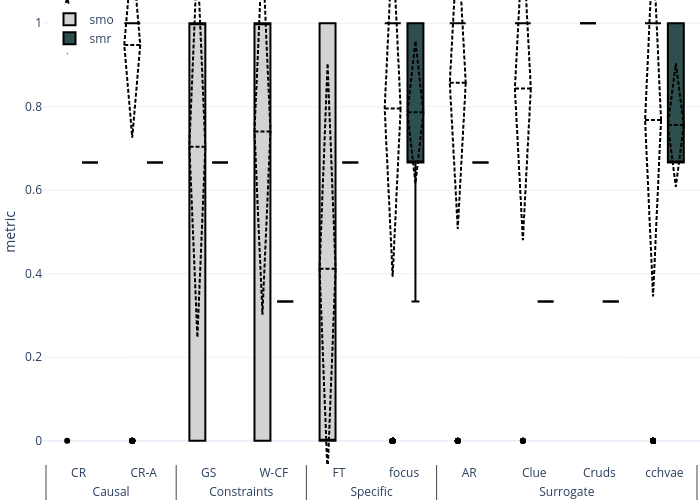 1
smo
smr
0.8
0.6
metric
0.4
0.2
0
CR CR-A GS W-CF FT focus AR Clue Cruds cchvae
Causal Constraints Specific Surrogate